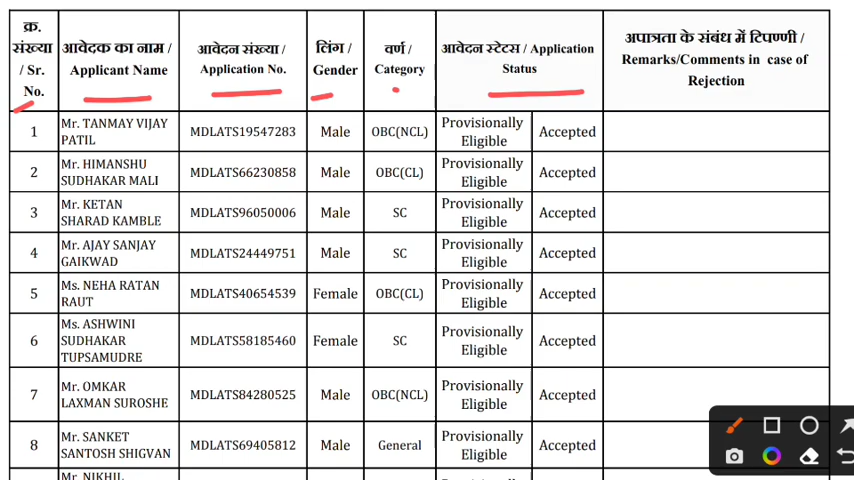 क्र.
संख्या
/ Sr.
No.
आवेदक का नाम /
Applicant Name
आवेदन संख्या /
Application No.
लिंग /
Gender
वर्ण /
Category
आवेदन स्टेटस / Application
Status
अपात्रता के संबंध में टिपण्णी /
Remarks/Comments in case of
Rejection
1
Mr. TANMAY VIJAY
PATIL
MDLATS19547283
Male
OBC(NCL)
Provisionally
Eligible
Accepted
2
Mr. HIMANSHU
SUDHAKAR MALI
MDLATS66230858
Male
OBC(CL)
Provisionally
Eligible
Accepted
3
Mr. KETAN
SHARAD KAMBLE
MDLATS96050006
Male
SC
Provisionally
Eligible
Accepted
4
Mr. AJAY SANJAY
GAIKWAD
MDLATS24449751
Male
SC
Provisionally
Eligible
Accepted
5
Ms. NEHA RATAN
RAUT
MDLATS40654539
Female
OBC(CL)
Provisionally
Eligible
Accepted
6
Ms. ASHWINI
SUDHAKAR
TUPSAMUDRE
MDLATS58185460
Female
SC
Provisionally
Eligible
Accepted
7
Mr. OMKAR
LAXMAN SUROSHE
MDLATS84280525
Male
OBC(NCL)
Provisionally
Eligible
Accepted
8
Mr. SANKET
SANTOSH SHIGVAN
MDLATS69405812
Male
General
Provisionally
Eligible
Accepted
Mr. NIKHIL